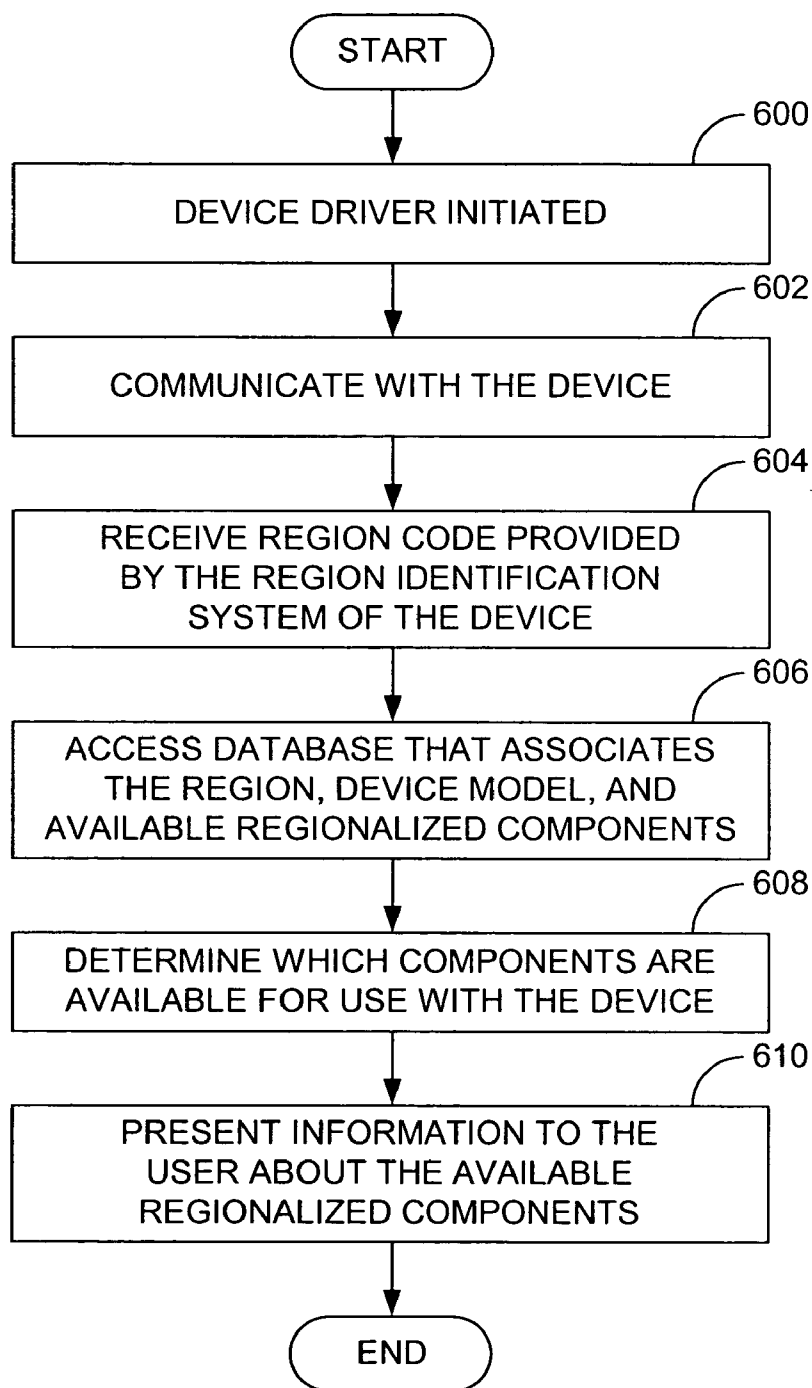 START
600
DEVICE DRIVER INITIATED
602
COMMUNICATE WITH THE DEVICE
604
RECEIVE REGION CODE PROVIDED
BY THE REGION IDENTIFICATION
SYSTEM OF THE DEVICE
606
ACCESS DATABASE THAT ASSOCIATES
THE REGION, DEVICE MODEL, AND
AVAILABLE REGIONALIZED COMPONENTS
608
DETERMINE WHICH COMPONENTS ARE
AVAILABLE FOR USE WITH THE DEVICE
610
PRESENT INFORMATION TO THE
USER ABOUT THE AVAILABLE
REGIONALIZED COMPONENTS
END